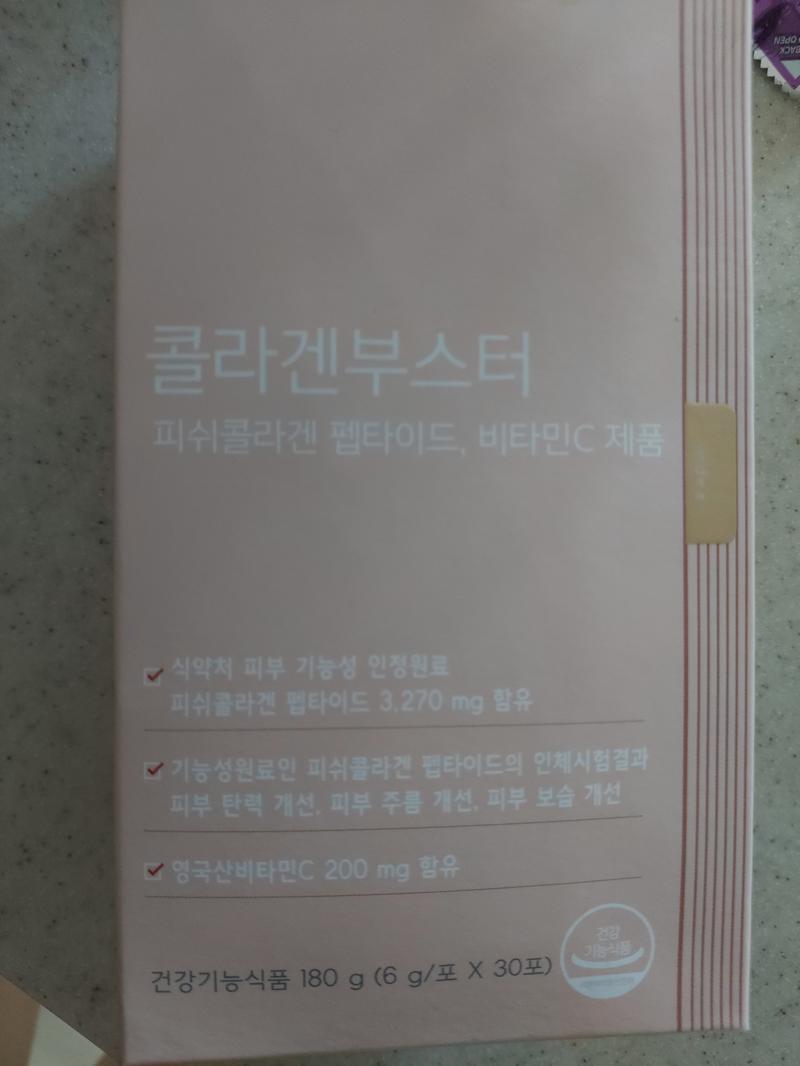 콜라겐부스터
피쉬콜라겐 펩타이드, 비타민C 제품
식약처 피부 기능성 인정원료
피쉬콜라겐 펩타이드 3,270 mg 함유
기능성원료인 피쉬콜라겐 펩타이드의 인체시험결과
피부 탄력 개선, 피부 주름 개선, 피부 보습 개선
영국산비타민C 200 mg 함유
건강기능식품 180 g (6 g/포 X 30포)
건강
기능식품
OPEN